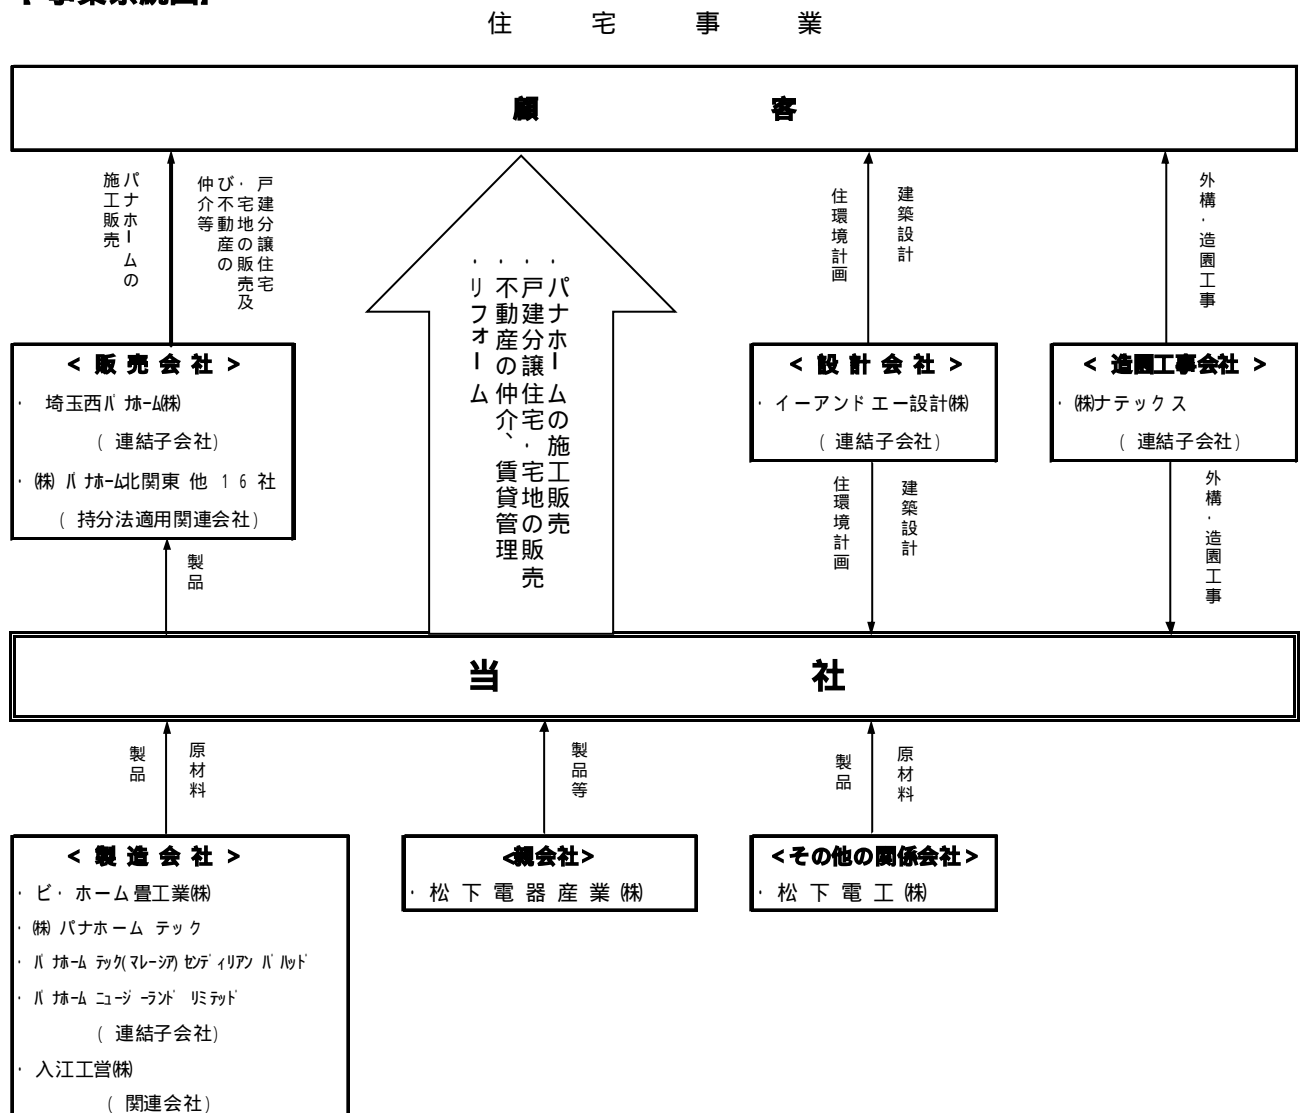 【 事業系統図】
住 宅 事 業
顧 客
パナホームの
施工販売
戸建分譲住宅
・宅地の販売及
び不動産の
仲介等
・パナホームの施工販売
・戸建分譲住宅・宅地の販売
・不動産の仲介、賃貸管理
・リフォーム
建築設計
住環境計画
外構・造園工事
< 販 売 会 社 >
・ 埼玉西パナホーム㈱
( 連結子会社)
・㈱パナホーム北関東 他 1 6 社
( 持分法適用関連会社)
< 設 計 会 社 >
・イーアンドエー設計㈱
( 連結子会社)
< 造園工事会社 >
・㈱ナテックス
( 連結子会社)
製品
建築設計
住環境計画
外構・造園工事
当 社
原材料
製品
製品等
原材料
製品
< 製 造 会 社 >
・ビ・ホーム畳工業㈱
・㈱パナホーム テック
・パナホーム テック(マレーシア) センディリアン バハッド
・パナホーム ニュージーランド リミテッド
( 連結子会社)
・入江工営㈱
( 関連会社)
<親会社>
・松 下 電 器 産 業 ㈱
<その他の関係会社>
・松 下 電 工 ㈱